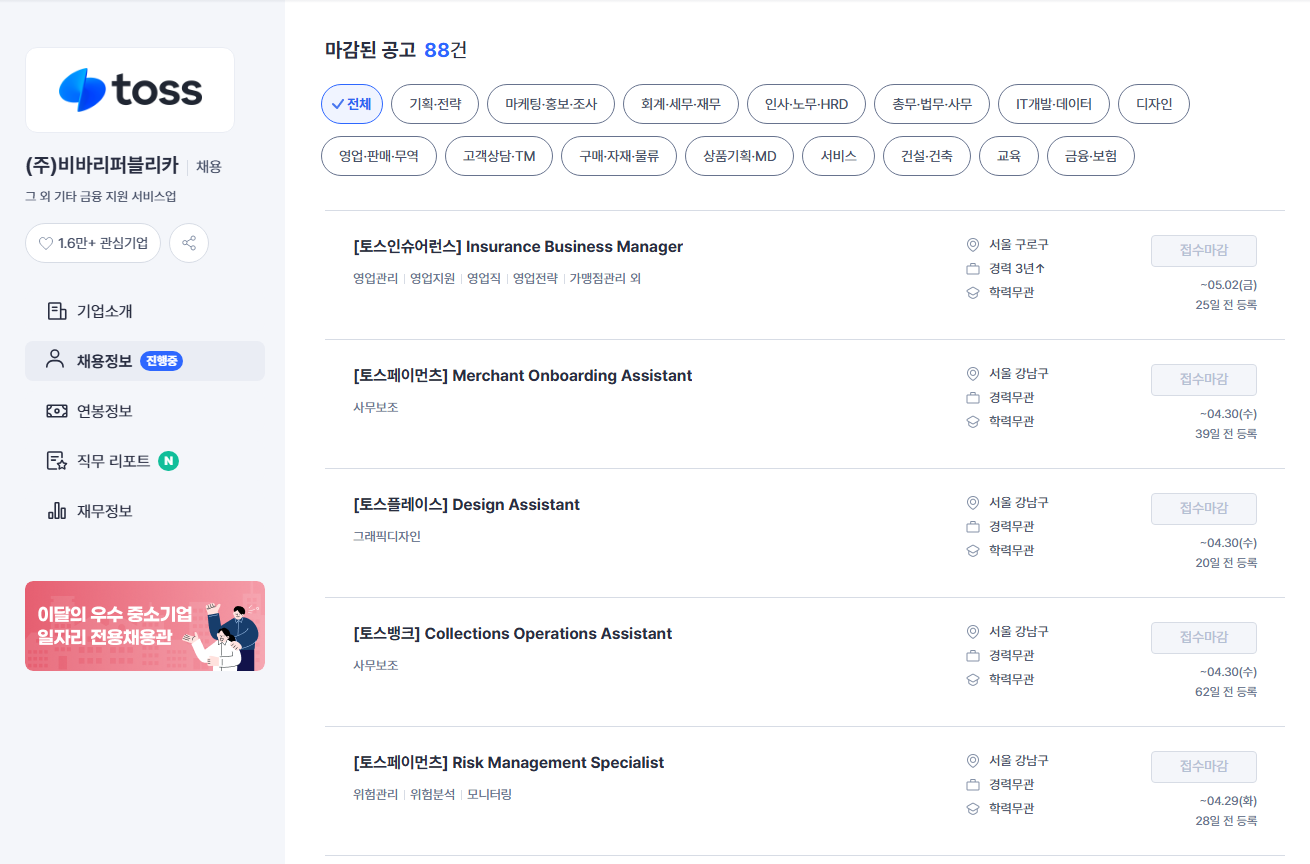 toss
(주)비바리퍼블리카 채용
그 외 기타 금융 지원 서비스업
1.6만+ 관심기업
기업소개
채용정보 진행중
연봉정보
직무 리포트 N
재무정보
이달의 우수 중소기업
일자리 전용채용관
마감된 공고 88건
전체 기획·전략 마케팅·홍보·조사 회계·세무·재무 인사·노무·HRD 총무·법무·사무 IT개발·데이터 디자인
영업·판매·무역 고객상담·TM 구매·자재·물류 상품기획·MD 서비스 건설·건축 교육 금융·보험
[토스인슈어런스] Insurance Business Manager
영업관리 영업지원 영업직 영업전략 가맹점관리 외
서울 구로구
경력 3년↑
학력무관
접수마감
~05.02(금)
25일 전 등록
[토스페이먼츠] Merchant Onboarding Assistant
사무보조
서울 강남구
경력무관
학력무관
접수마감
~04.30(수)
39일 전 등록
[토스플레이스] Design Assistant
그래픽디자인
서울 강남구
경력무관
학력무관
접수마감
~04.30(수)
20일 전 등록
[토스뱅크] Collections Operations Assistant
사무보조
서울 강남구
경력무관
학력무관
접수마감
~04.30(수)
62일 전 등록
[토스페이먼츠] Risk Management Specialist
위험관리 위험분석 모니터링
서울 강남구
경력무관
학력무관
접수마감
~04.29(화)
28일 전 등록